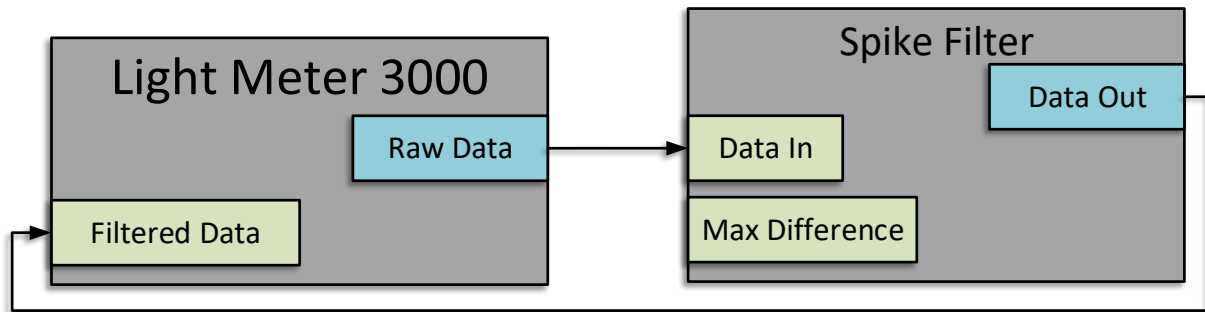 Light Meter 3000
Raw Data
Filtered Data
Spike Filter
Data Out
Data In
Max Difference